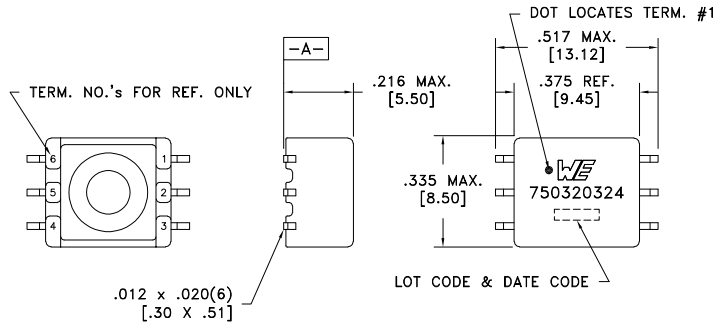 DOT LOCATES TERM. #1
.517 MAX.
[13.12]
-A-
.216 MAX.
[5.50]
.375 REF.
[9.45]
TERM. NO.'s FOR REF. ONLY
6
1
5
2
4
3
.335 MAX.
[8.50]
WE
750320324
LOT CODE & DATE CODE
.012 x .020(6)
[.30 X .51]